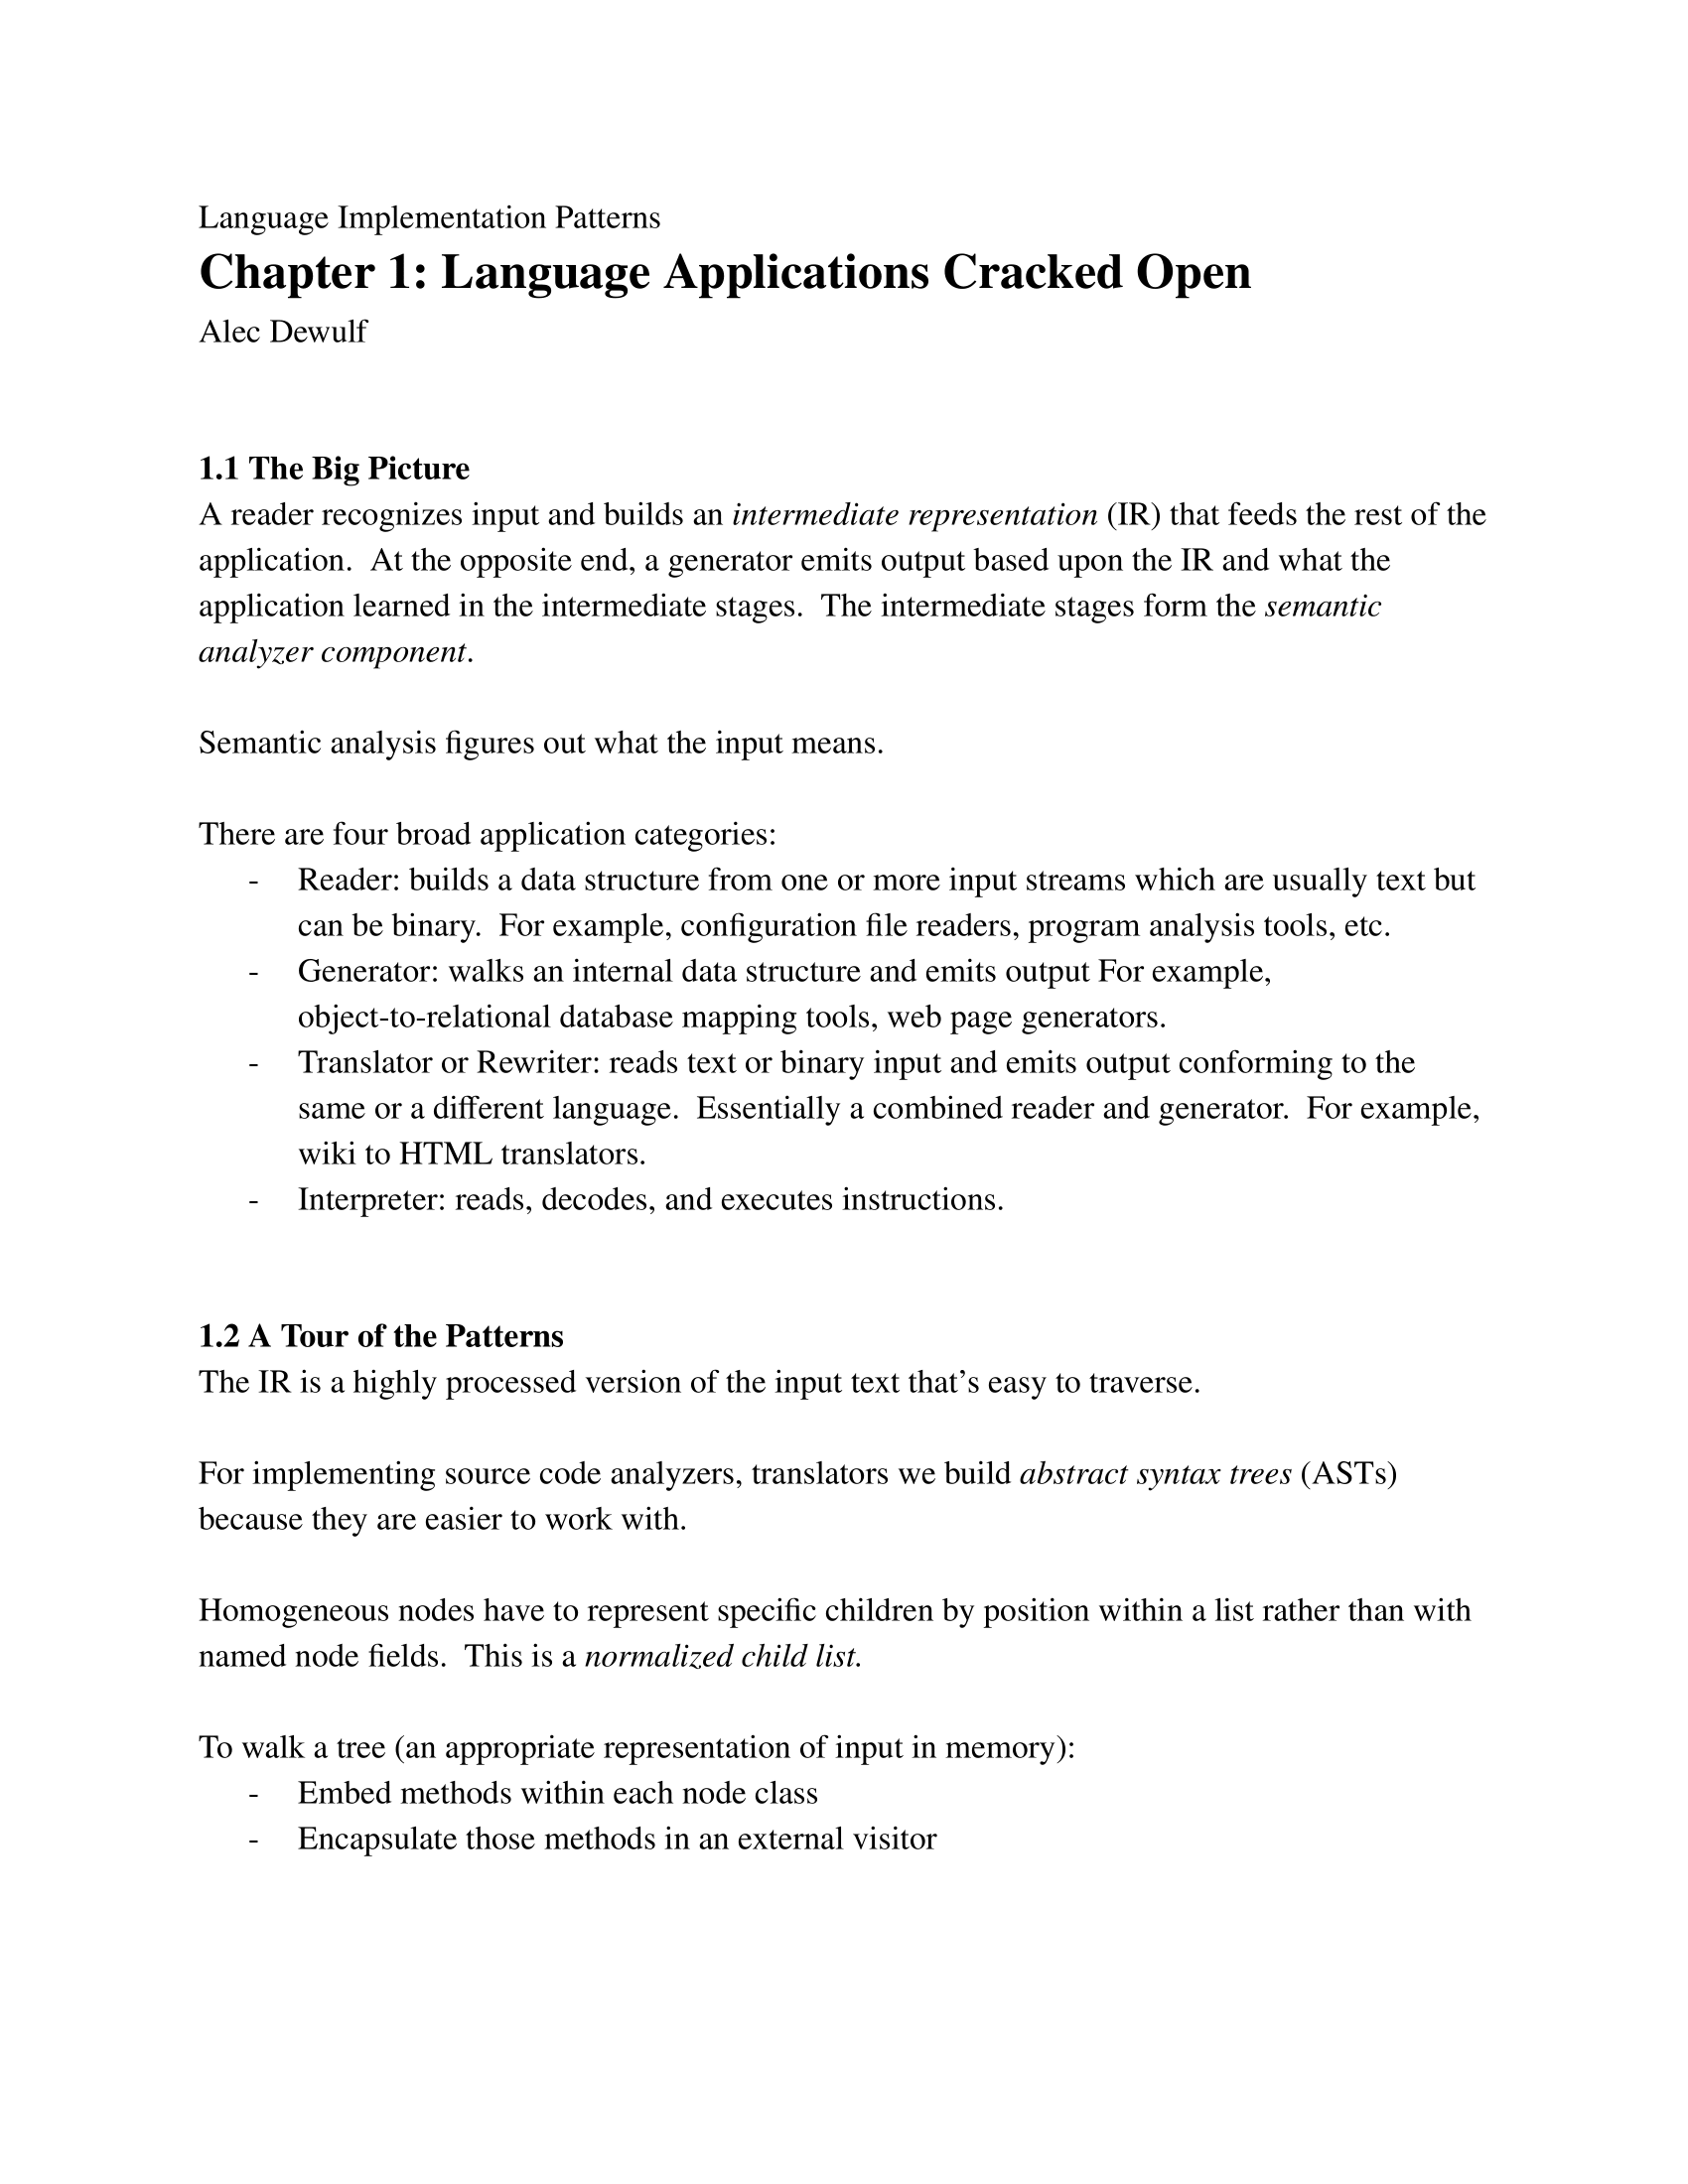 Language Implementation Patterns
Chapter 1: Language Applications Cracked Open
Alec Dewulf
1.1 The Big Picture
A reader recognizes input and builds an intermediate representation (IR) that feeds the rest of the
application.  At the opposite end, a generator emits output based upon the IR and what the
application learned in the intermediate stages.  The intermediate stages form the semantic
analyzer component.
Semantic analysis figures out what the input means.
There are four broad application categories:
- Reader: builds a data structure from one or more input streams which are usually text but
can be binary.  For example, configuration file readers, program analysis tools, etc.
- Generator: walks an internal data structure and emits output For example,
object-to-relational database mapping tools, web page generators.
- Translator or Rewriter: reads text or binary input and emits output conforming to the
same or a different language.  Essentially a combined reader and generator.  For example,
wiki to HTML translators.
- Interpreter: reads, decodes, and executes instructions.
1.2 A Tour of the Patterns
The IR is a highly processed version of the input text that’s easy to traverse.
For implementing source code analyzers, translators we build abstract syntax trees (ASTs)
because they are easier to work with.
Homogeneous nodes have to represent specific children by position within a list rather than with
named node fields.  This is a normalized child list.
To walk a tree (an appropriate representation of input in memory):
- Embed methods within each node class
- Encapsulate those methods in an external visitor